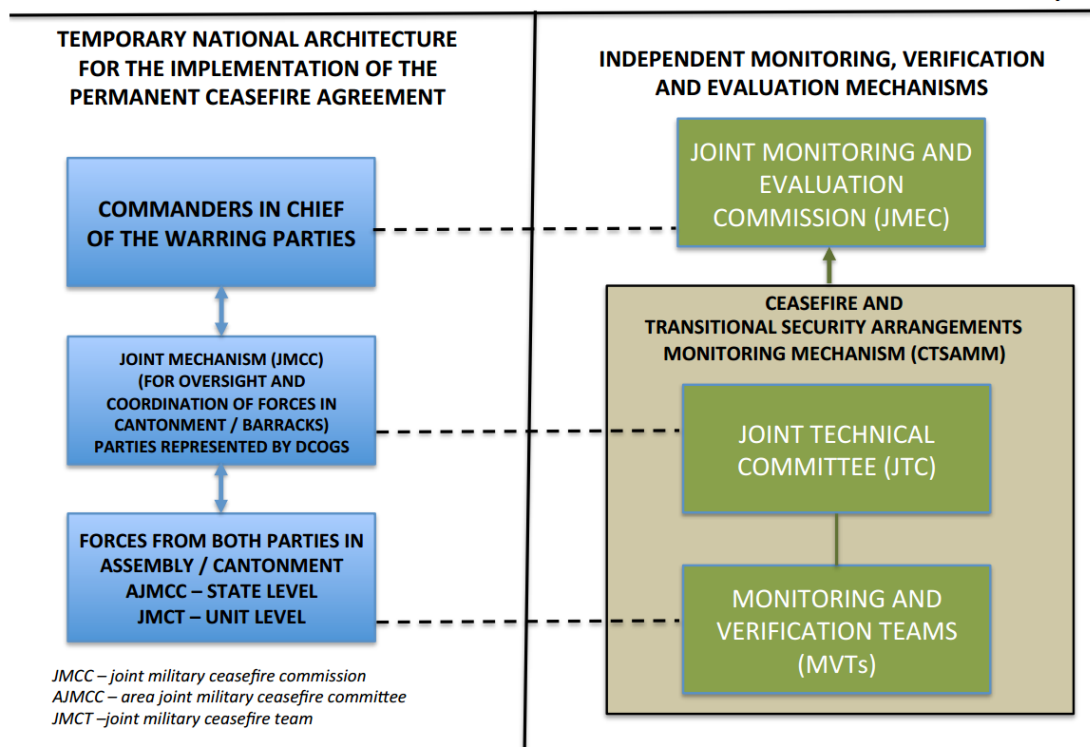 TEMPORARY NATIONAL ARCHITECTURE
FOR THE IMPLEMENTATION OF THE
PERMANENT CEASEFIRE AGREEMENT
COMMANDERS IN CHIEF
OF THE WARRING PARTIES
JOINT MECHANISM (JMCC)
(FOR OVERSIGHT AND
COORDINATION OF FORCES IN
CANTONMENT / BARRACKS)
PARTIES REPRESENTED BY DCOGS
FORCES FROM BOTH PARTIES IN
ASSEMBLY / CANTONMENT
AJMCC – STATE LEVEL
JMCT – UNIT LEVEL
JMCC – joint military ceasefire commission
AJMCC – area joint military ceasefire committee
JMCT –joint military ceasefire team
INDEPENDENT MONITORING, VERIFICATION
AND EVALUATION MECHANISMS
JOINT MONITORING AND
EVALUATION
COMMISSION (JMEC)
CEASEFIRE AND
TRANSITIONAL SECURITY ARRANGEMENTS
MONITORING MECHANISM (CTSAMM)
JOINT TECHNICAL
COMMITTEE (JTC)
MONITORING AND
VERIFICATION TEAMS
(MVTs)